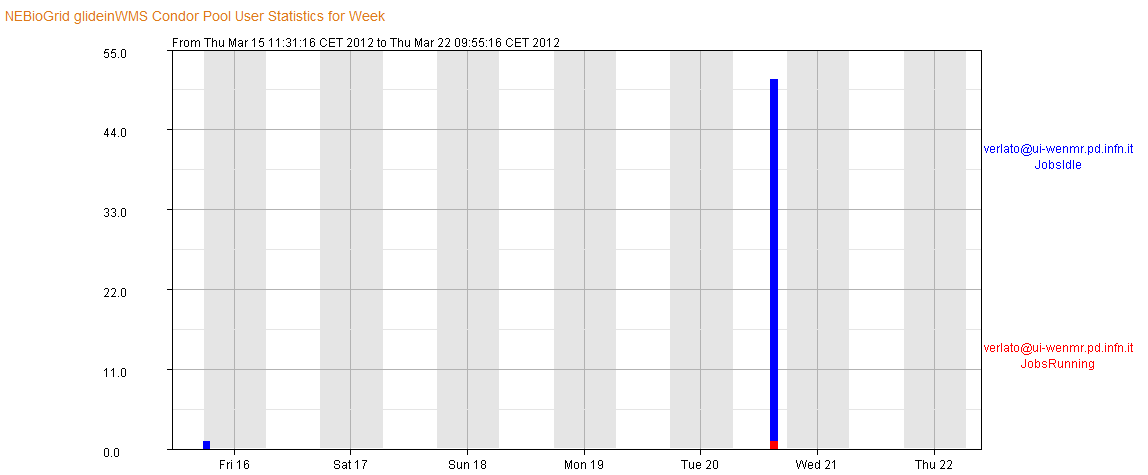 NEBioGrid glideinWMS Condor Pool User Statistics for Week
From Thu Mar 15 11:31:16 CET 2012 to Thu Mar 22 09:55:16 CET 2012
55.0
44.0
33.0
22.0
11.0
0.0
Fri 16 Sat 17 Sun 18 Mon 19 Tue 20 Wed 21 Thu 22
verlato@ui-wenmr.pd.infn.it
JobsIdle
verlato@ui-wenmr.pd.infn.it
JobsRunning